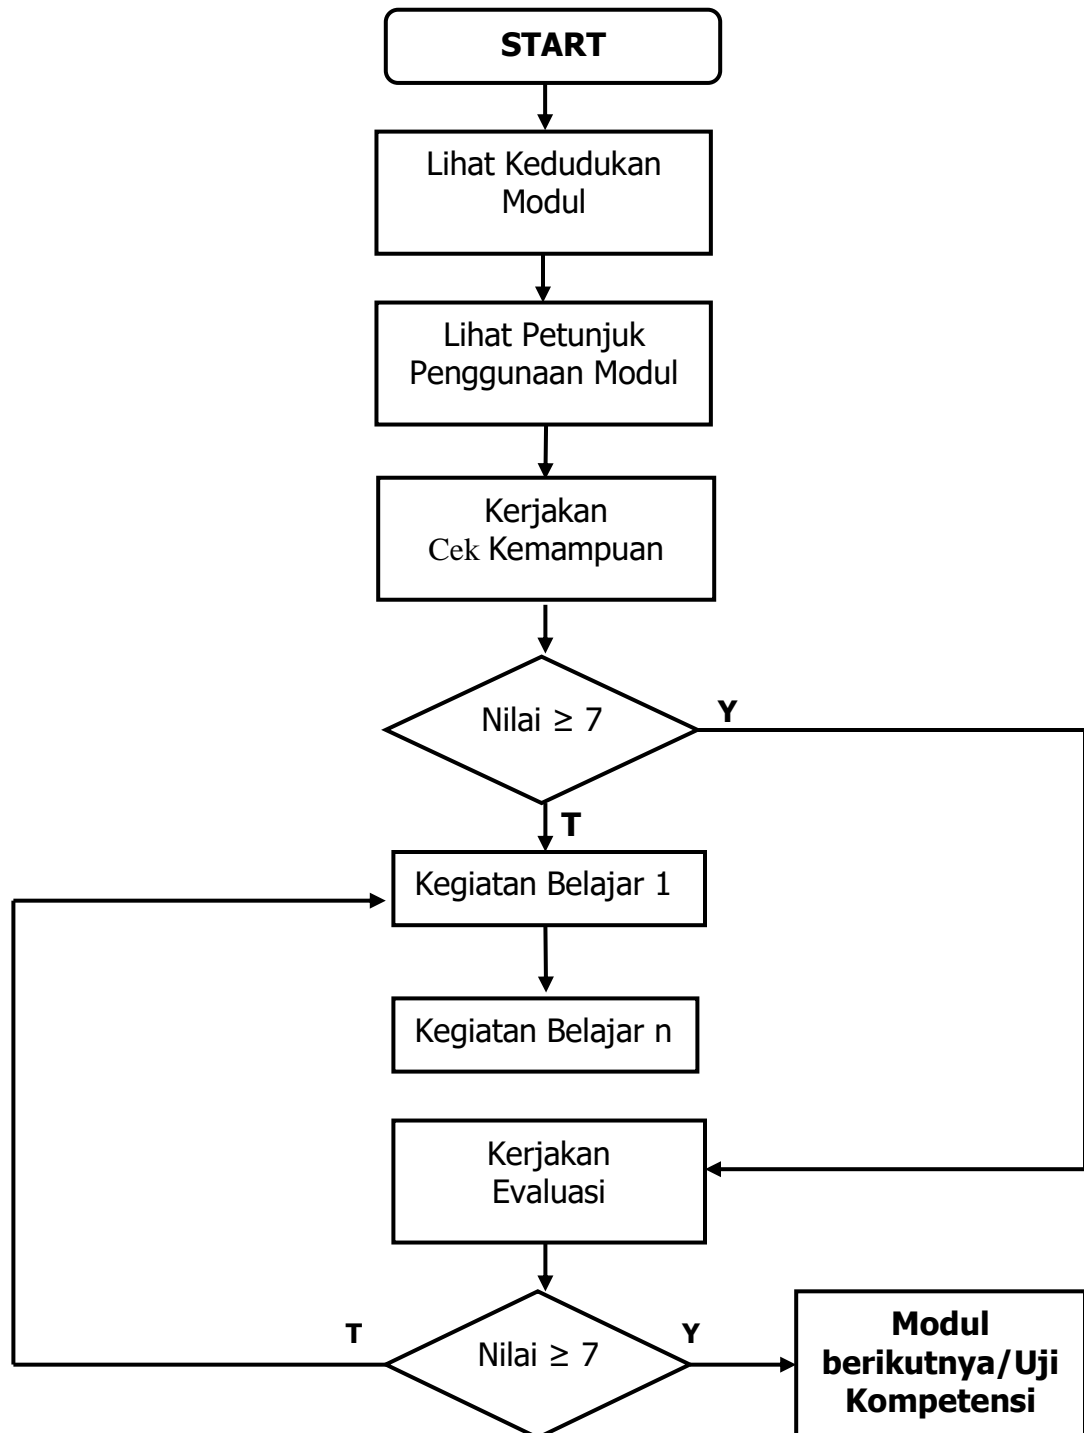 START
Lihat Kedudukan
Modul
Lihat Petunjuk
Penggunaan Modul
Kerjakan
Cek Kemampuan
Nilai ≥ 7
Y
T
Kegiatan Belajar 1
Kegiatan Belajar n
Kerjakan
Evaluasi
T
Nilai ≥ 7
Y
Modul
berikutnya/Uji
Kompetensi